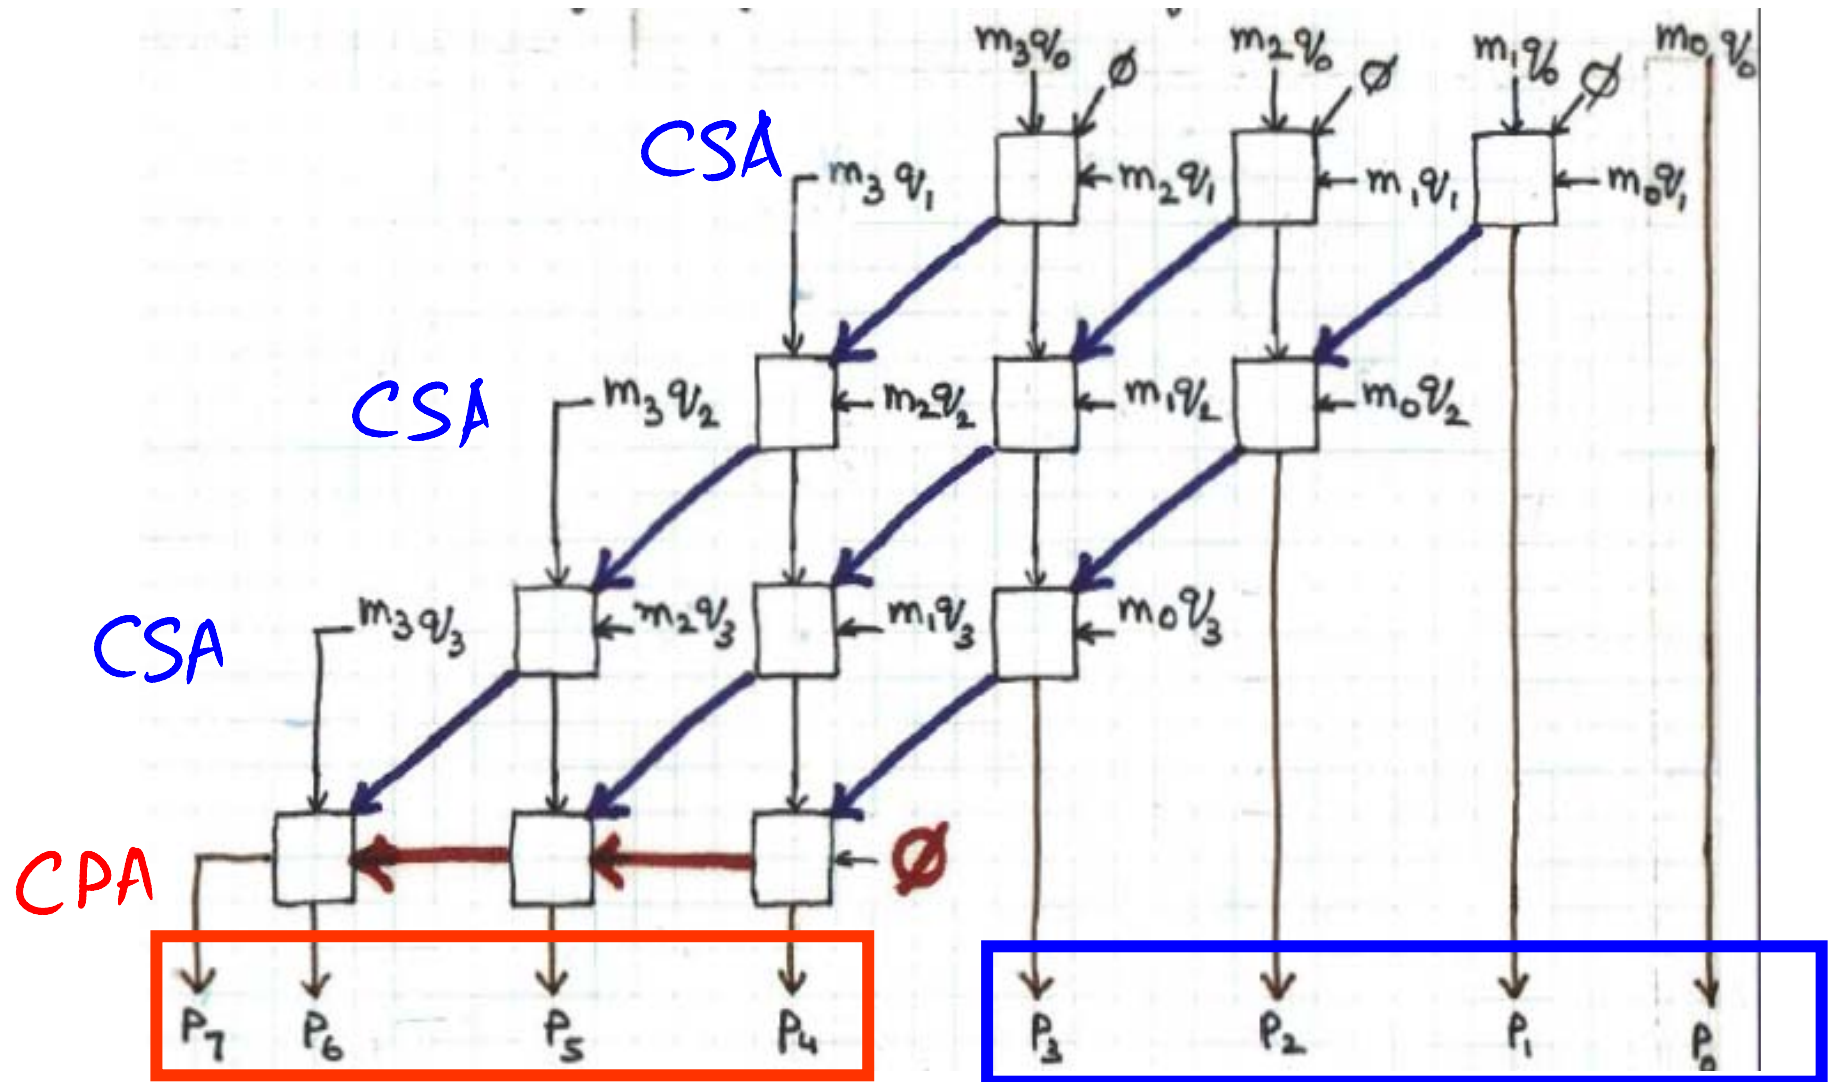 m₃q₀ ∅ m₂q₀ ∅ m₁q₀ ∅ m₀q₀
CSA m₃q₁ m₂q₁ m₁q₁ m₀q₁
CSA m₃q₂ m₂q₂ m₁q₂ m₀q₂
CSA m₃q₃ m₂q₃ m₁q₃ m₀q₃
CPA ∅
P₇ P₆ P₅ P₄ P₃ P₂ P₁ P₀